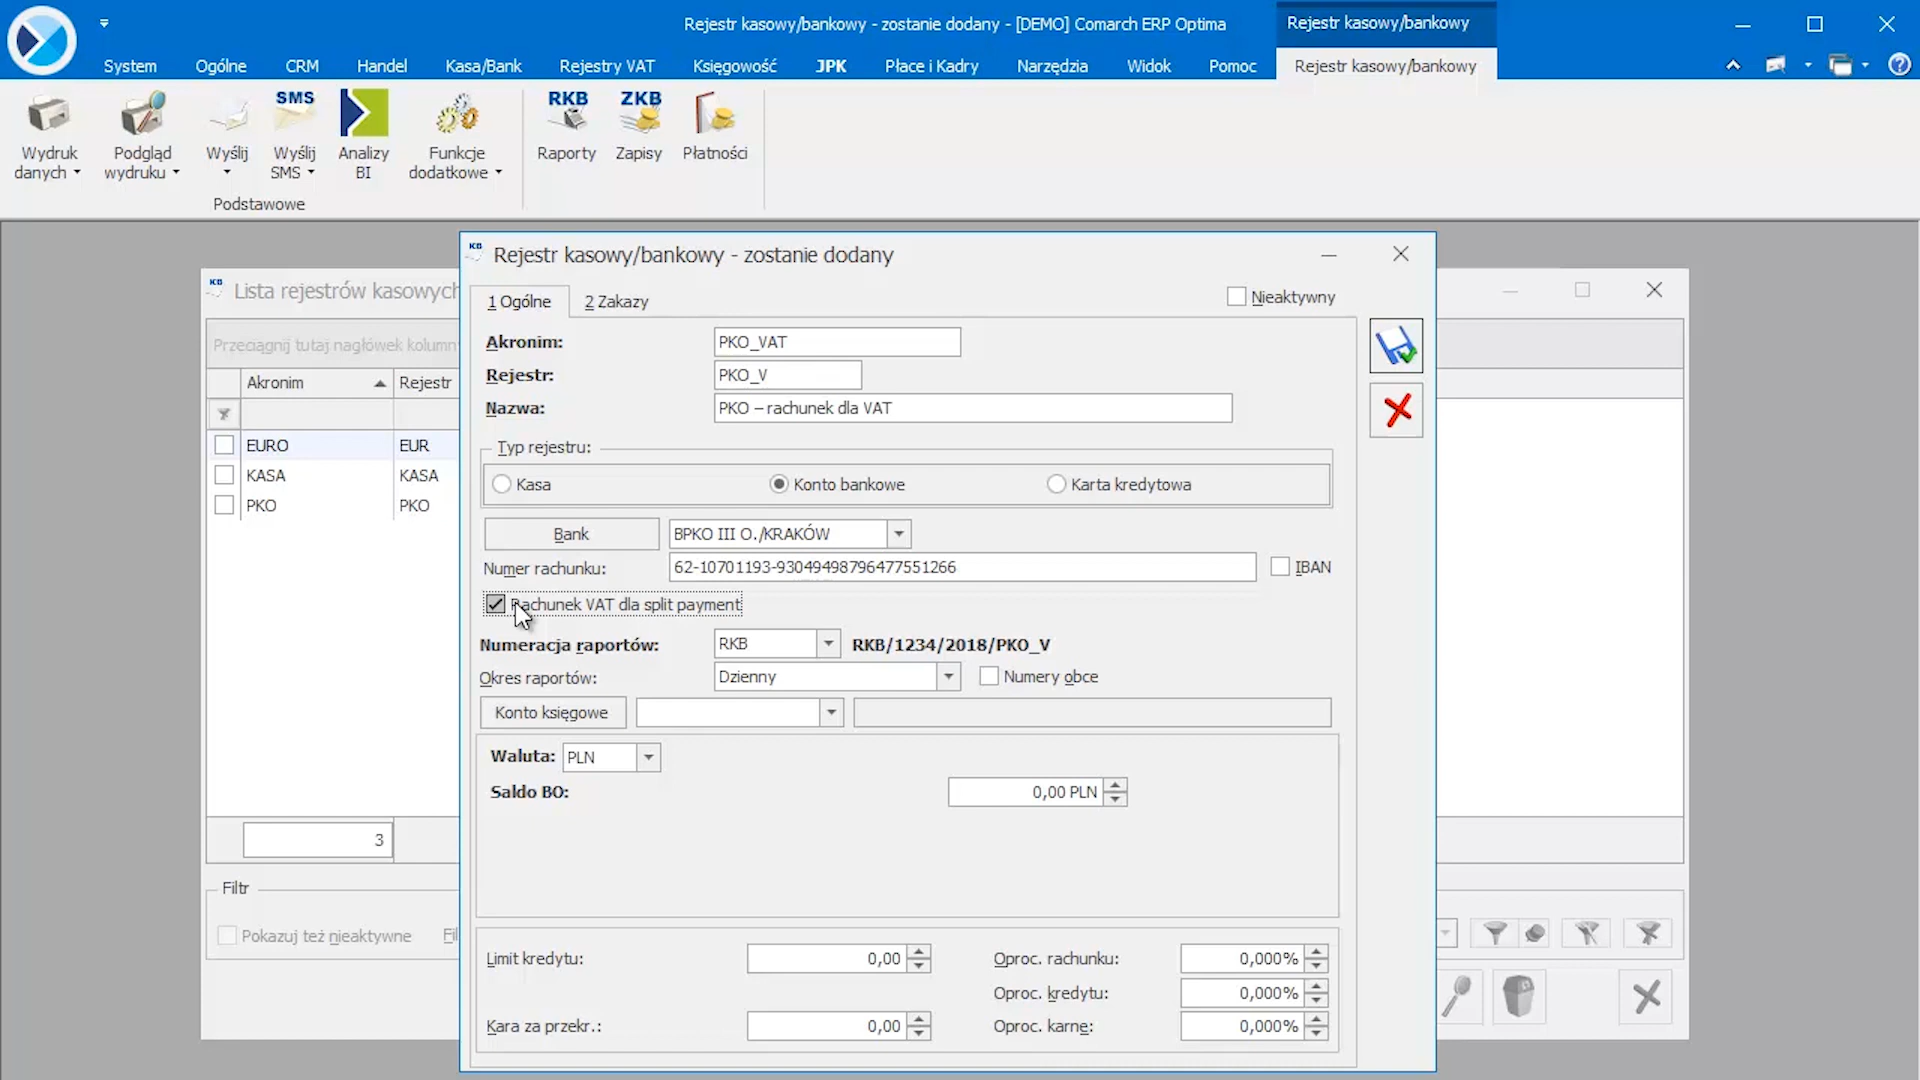 Rejestr kasowy/bankowy - zostanie dodany - [DEMO] Comarch ERP Optima
Rejestr kasowy/bankowy
System Ogólne CRM Handel Kasa/Bank Rejestry VAT Księgowość JPK Płace i Kadry Narzędzia Widok Pomoc Rejestr kasowy/bankowy
SMS RKB ZKB
Wydruk danych
Podgląd wydruku
Wyślij
Wyślij SMS
Analizy BI
Funkcje dodatkowe
Raporty
Zapisy
Płatności
Podstawowe
KB Rejestr kasowy/bankowy - zostanie dodany
KB Lista rejestrów kasowych
1 Ogólne 2 Zakazy
Nieaktywny
Przeciągnij tutaj nagłówek kolumn
Akronim Rejestr
EURO EUR
KASA KASA
PKO PKO
3
Filtr
Pokazuj też nieaktywne Fil
Akronim: PKO_VAT
Rejestr: PKO_V
Nazwa: PKO – rachunek dla VAT
Typ rejestru:
Kasa Konto bankowe Karta kredytowa
Bank BPKO III O./KRAKÓW
Numer rachunku: 62-10701193-93049498796477551266 IBAN
Rachunek VAT dla split payment
Numeracja raportów: RKB RKB/1234/2018/PKO_V
Okres raportów: Dzienny Numery obce
Konto księgowe
Waluta: PLN
Saldo BO: 0,00 PLN
Limit kredytu: 0,00 Oproc. rachunku: 0,000%
Oproc. kredytu: 0,000%
Kara za przekr.: 0,00 Oproc. karne: 0,000%